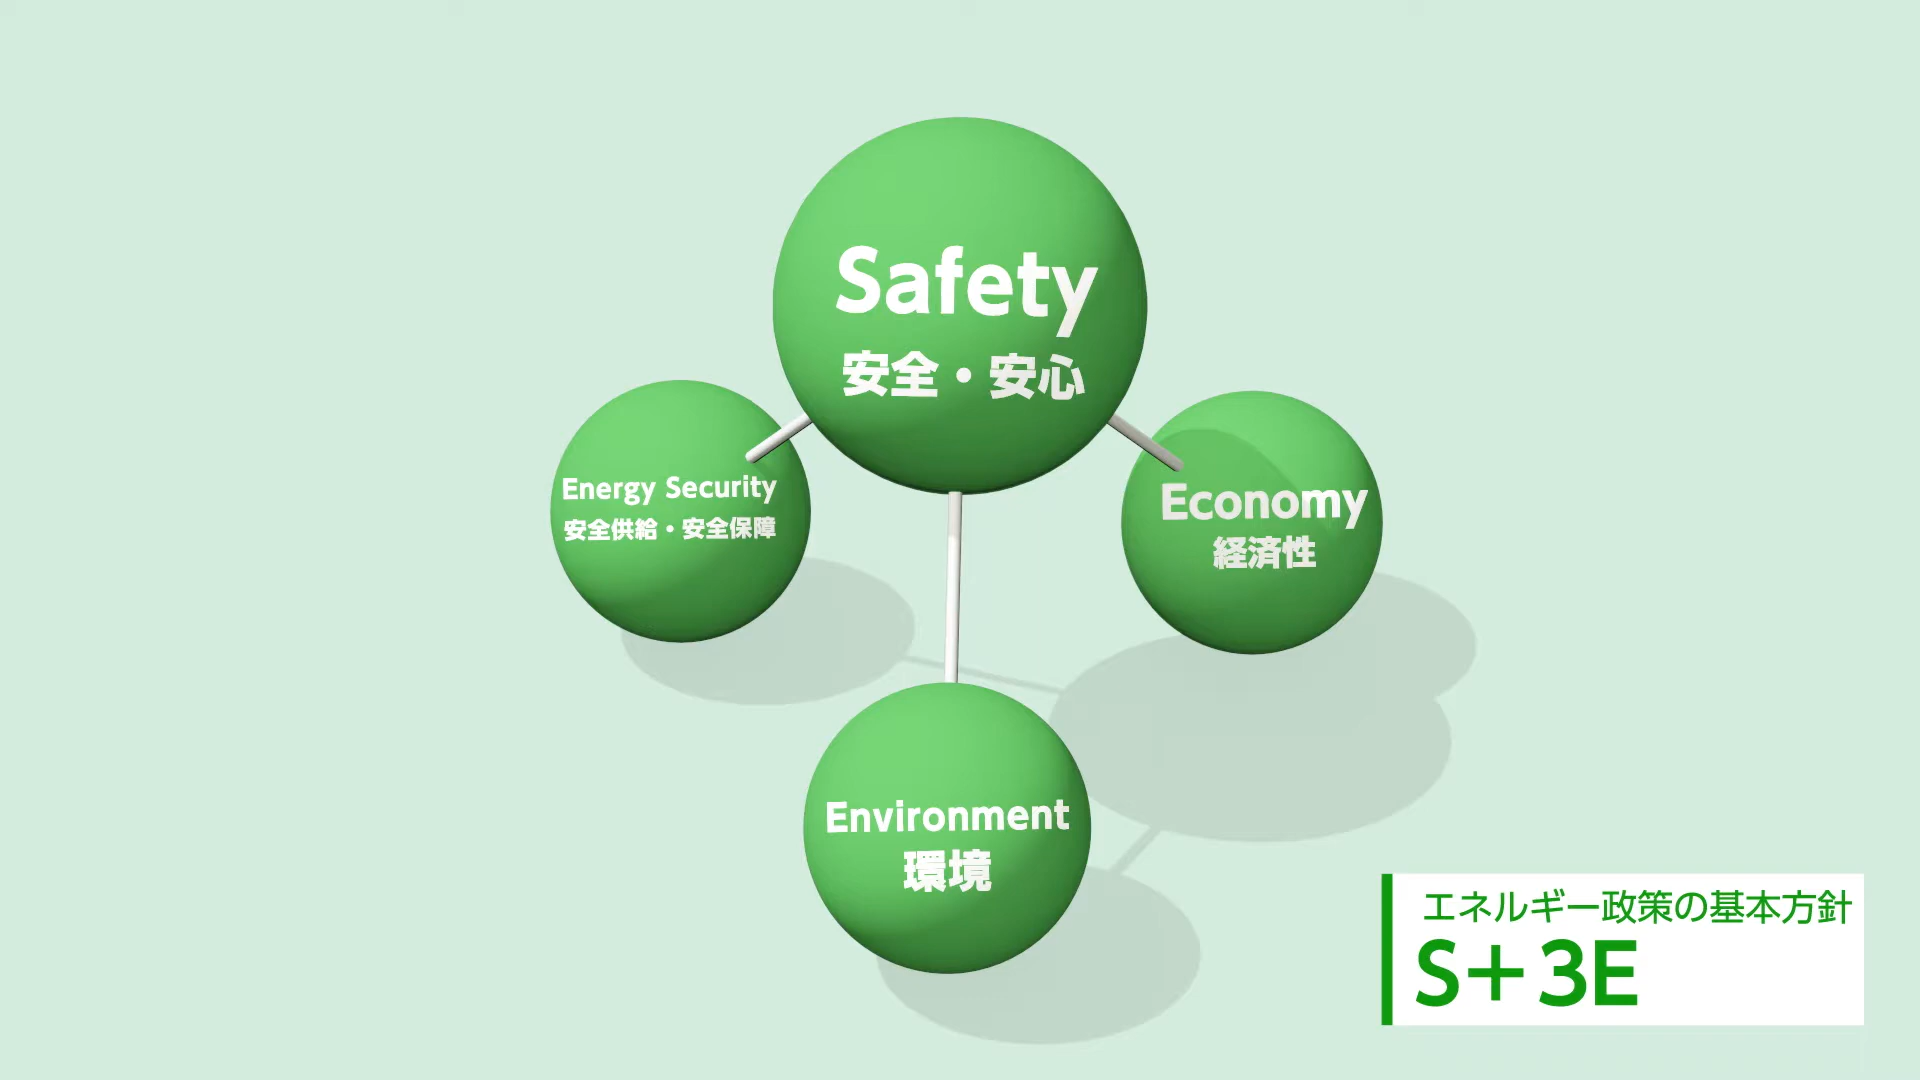 Safety
安全・安心
Energy Security
安全供給・安全保障
Economy
経済性
Environment
環境
エネルギー政策の基本方針
S＋3E